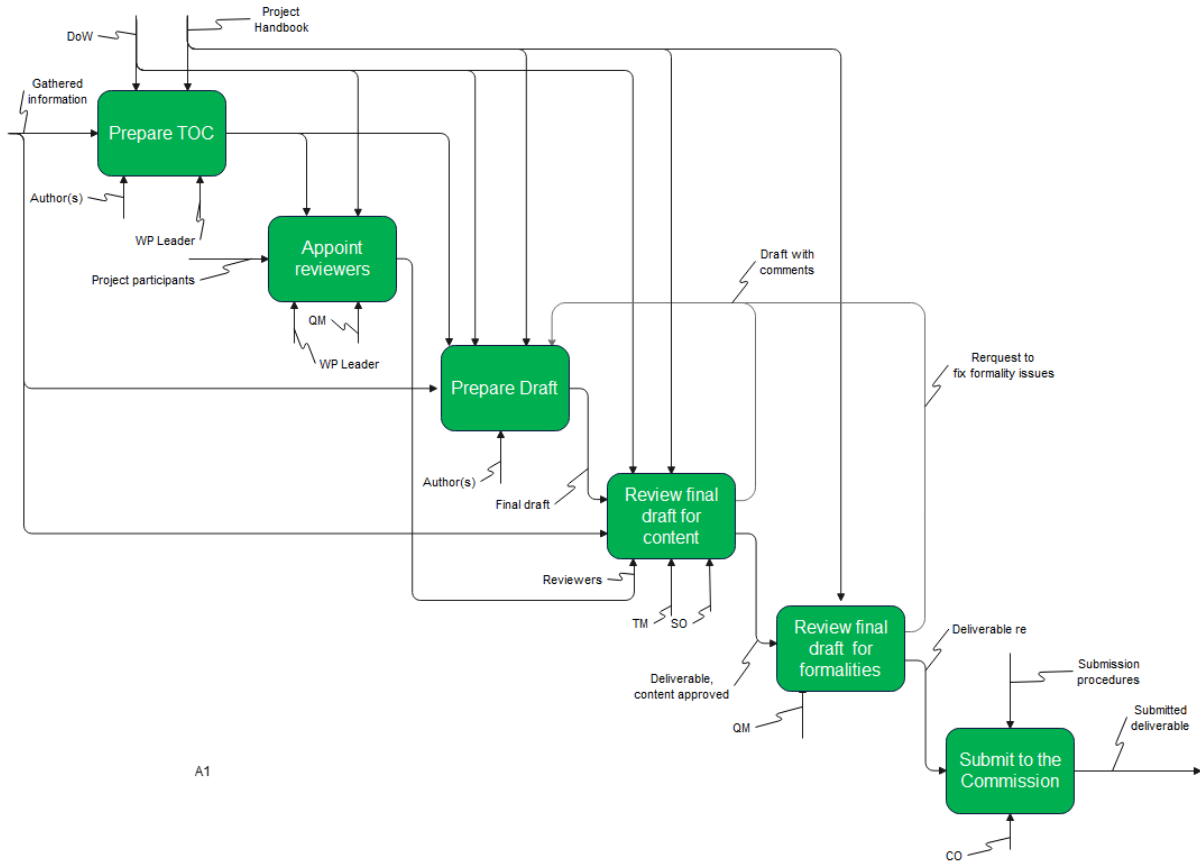 Project
Handbook
DoW
Gathered
information
Prepare TOC
Author(s)
WP Leader
Appoint
reviewers
Project participants
QM
WP Leader
Draft with
comments
Rerquest to
fix formality issues
Prepare Draft
Author(s)
Final draft
Review final
draft for
content
Reviewers
TM
SO
Deliverable,
content approved
Review final
draft for
formalities
Deliverable re
QM
Submission
procedures
Submitted
deliverable
Submit to the
Commission
A1
CO